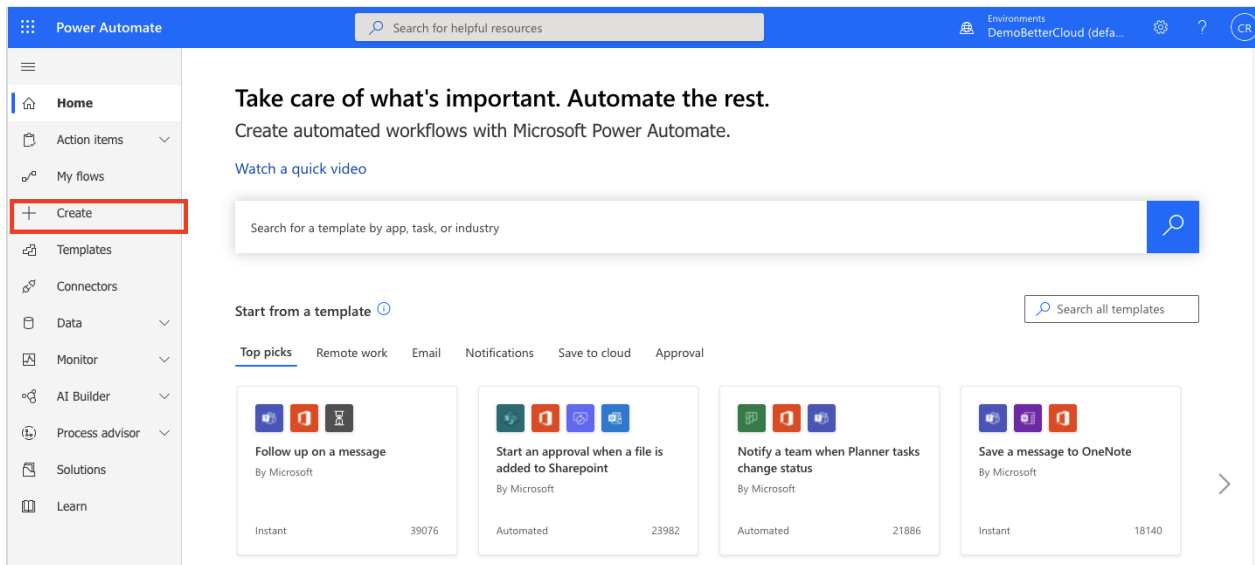 Power Automate
Search for helpful resources
Environments
DemoBetterCloud (defa...
?
CR
Home
Action items
My flows
Create
Templates
Connectors
Data
Monitor
AI Builder
Process advisor
Solutions
Learn
Take care of what's important. Automate the rest.
Create automated workflows with Microsoft Power Automate.
Watch a quick video
Search for a template by app, task, or industry
Start from a template
Search all templates
Top picks
Remote work
Email
Notifications
Save to cloud
Approval
Follow up on a message
By Microsoft
Instant
39076
Start an approval when a file is
added to Sharepoint
By Microsoft
Automated
23982
Notify a team when Planner tasks
change status
By Microsoft
Automated
21886
Save a message to OneNote
By Microsoft
Instant
18140